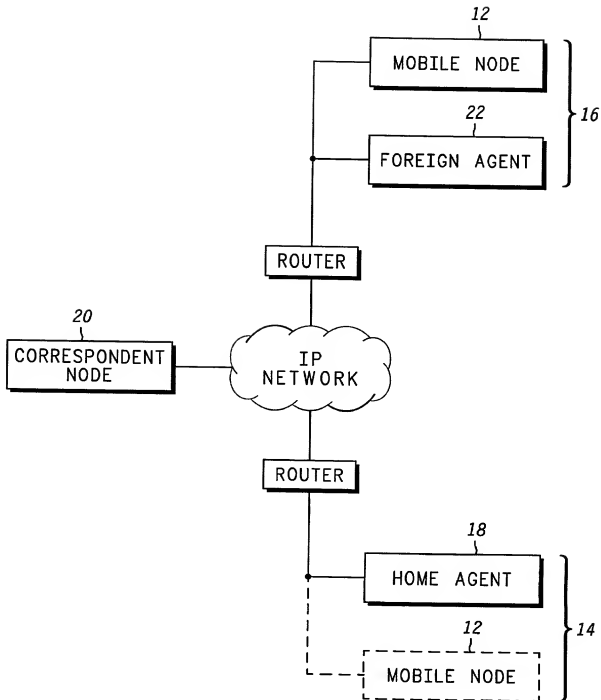 12
MOBILE NODE
16
22
FOREIGN AGENT
ROUTER
20
CORRESPONDENT
NODE
IP
NETWORK
ROUTER
18
HOME AGENT
14
12
MOBILE NODE